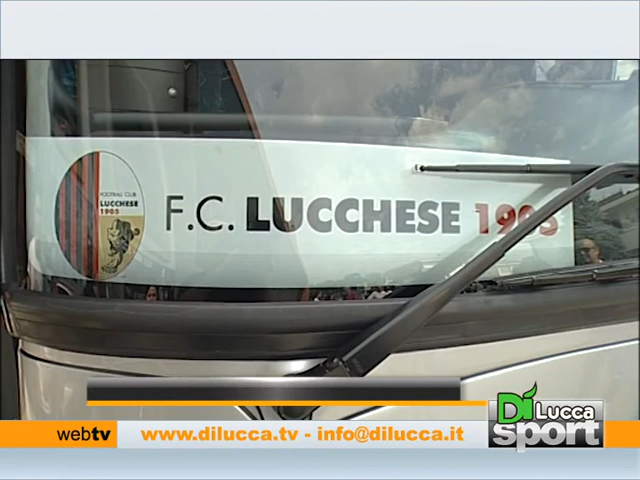 FOOTBALL CLUB
LUCCHESE
1905
F.C. LUCCHESE 1905
Di Lucca
sport
webtv www.dilucca.tv - info@dilucca.it